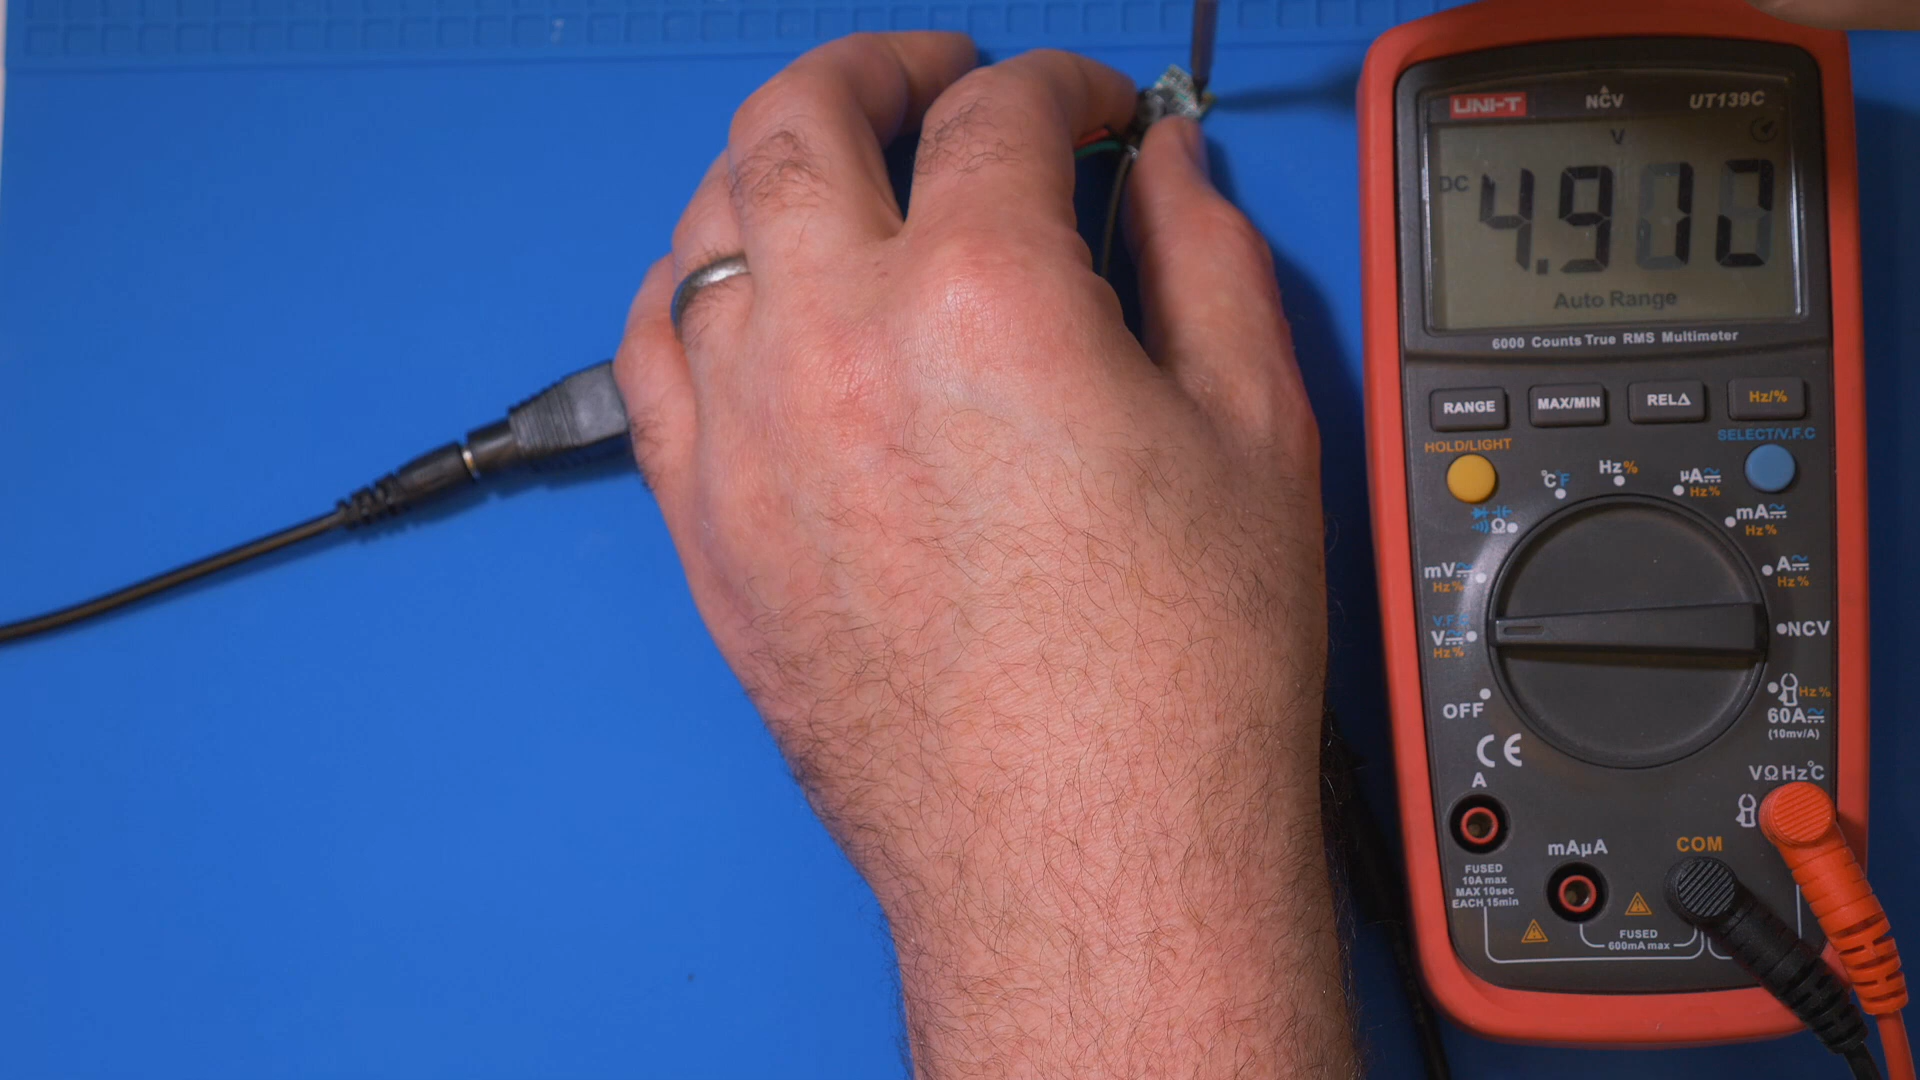 UNI-T NCV UT139C
V
DC 4.9
Auto Range
6000 Counts True RMS Multimeter
RANGE MAX/MIN RELΔ Hz/%
HOLD/LIGHT SELECT/V.F.C
°C F Hz% µA Hz%
Ω mA Hz%
mV Hz% A Hz%
V.F.C
V Hz% NCV
OFF Hz%
60A
(10mv/A)
CE
A VΩHz°C
mAµA COM
FUSED
10A max
MAX 10sec
EACH 15min
FUSED
600mA max